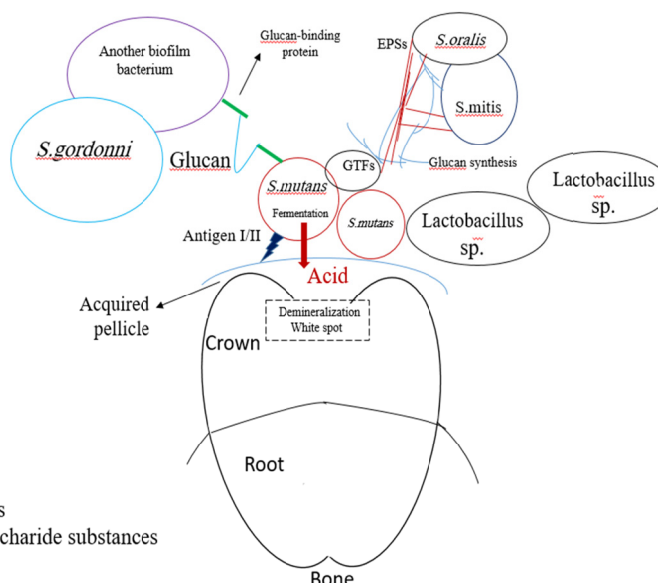 Another biofilm
bacterium
Glucan-binding
protein
EPSs
S.oralis
S.mitis
S.gordonni
Glucan
GTFs
Glucan synthesis
S.mutans
Fermentation
S.mutans
Lactobacillus
sp.
Lactobacillus
sp.
Antigen I/II
Acid
Acquired
pellicle
Demineralization
White spot
Crown
Root
s
charide substances
Bone